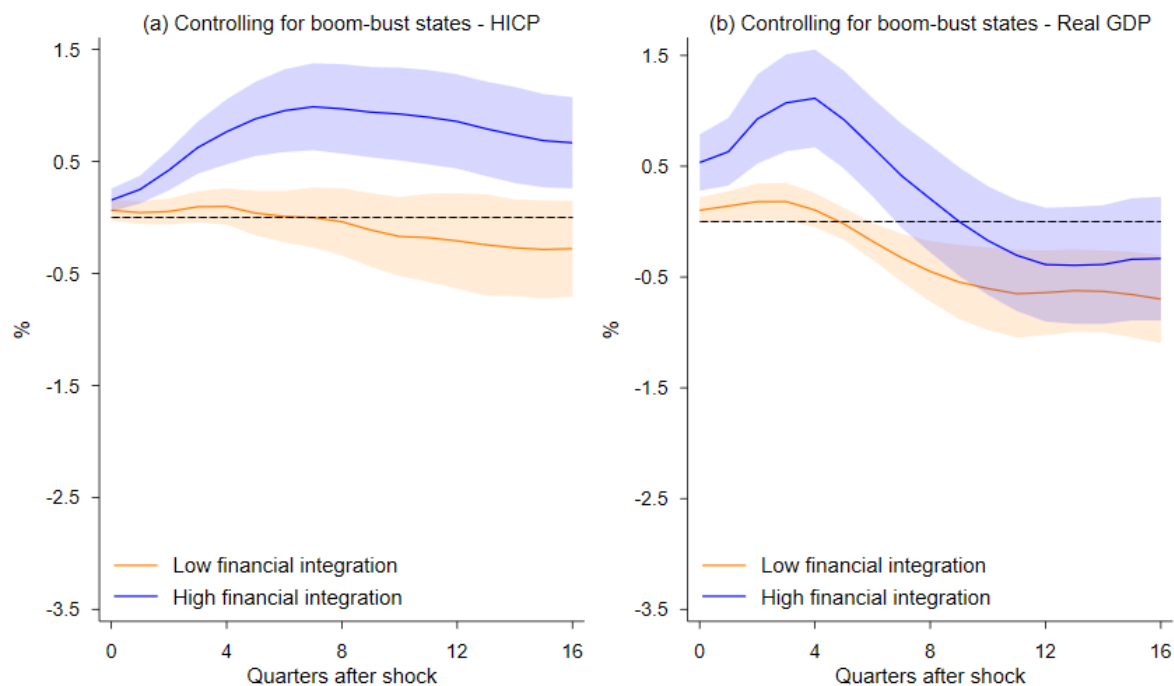 (a) Controlling for boom-bust states - HICP
1.5
0.5
-0.5
%
-1.5
-2.5
-3.5
Low financial integration
High financial integration
0 4 8 12 16
Quarters after shock
(b) Controlling for boom-bust states - Real GDP
1.5
0.5
-0.5
%
-1.5
-2.5
-3.5
Low financial integration
High financial integration
0 4 8 12 16
Quarters after shock